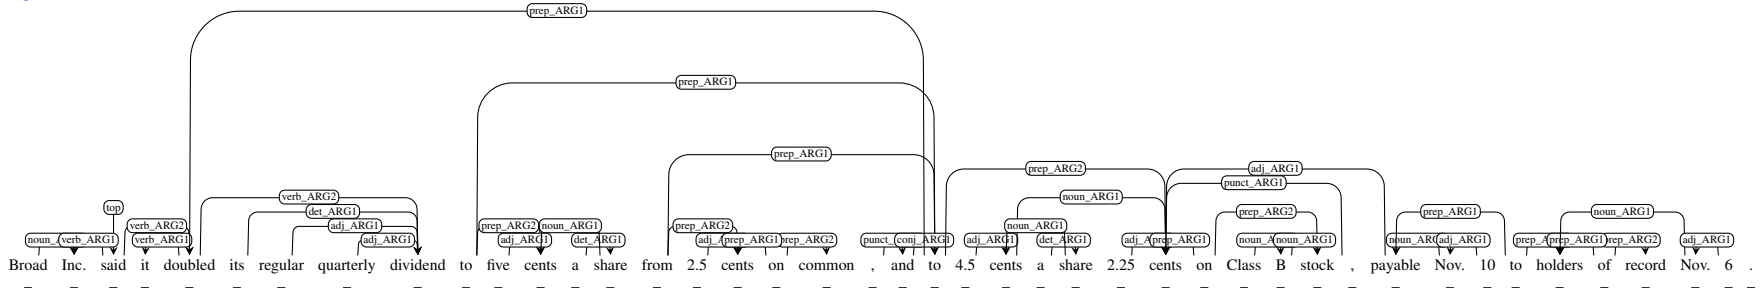 prep_ARG1
prep_ARG1
prep_ARG1
prep_ARG2 adj_ARG1
punct_ARG1
verb_ARG2 noun_ARG1
top det_ARG1 prep_ARG2 prep_ARG1 noun_ARG1
verb_ARG2 adj_ARG1 prep_ARG2 noun_ARG1 prep_ARG2 noun_ARG1
verb_ARG1 verb_ARG1 adj_ARG1 adj_ARG1 det_ARG1 prep_ARG1 prep_ARG2 conj_ARG1 adj_ARG1 det_ARG1 prep_ARG1 noun_ARG1 adj_ARG1 prep_ARG1 prep_ARG2 adj_ARG1
Broad Inc. said it doubled its regular quarterly dividend to five cents a share from 2.5 cents on common , and to 4.5 cents a share 2.25 cents on Class B stock , payable Nov. 10 to holders of record Nov. 6 .